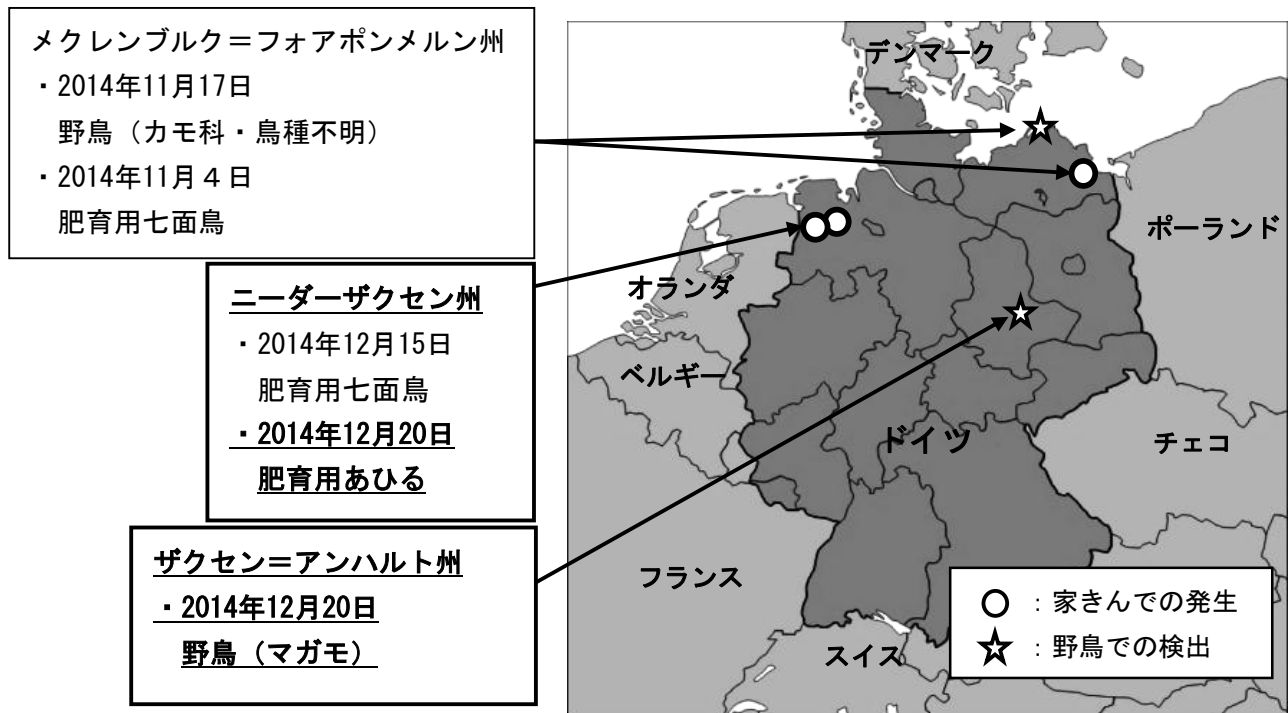 メクレンブルク＝フォアポンメルン州
・2014年11月17日
野鳥（カモ科・鳥種不明）
・2014年11月４日
肥育用七面鳥
ニーダーザクセン州
・2014年12月15日
肥育用七面鳥
・2014年12月20日
肥育用あひる
ザクセン＝アンハルト州
・2014年12月20日
野鳥（マガモ）
デンマーク
ポーランド
オランダ
ベルギー
ドイツ
チェコ
フランス
スイス
：家きんでの発生
：野鳥での検出